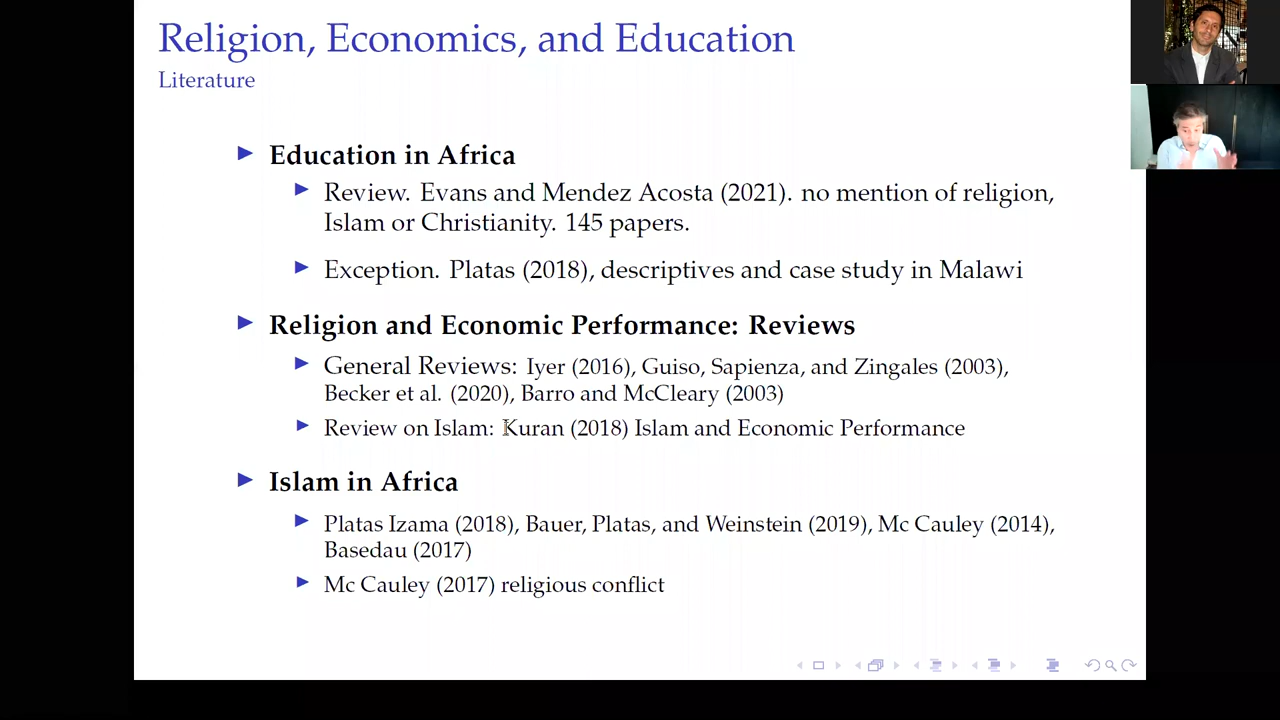 Religion, Economics, and Education
Literature
Education in Africa
Review. Evans and Mendez Acosta (2021). no mention of religion,
Islam or Christianity. 145 papers.
Exception. Platas (2018), descriptives and case study in Malawi
Religion and Economic Performance: Reviews
General Reviews: Iyer (2016), Guiso, Sapienza, and Zingales (2003),
Becker et al. (2020), Barro and McCleary (2003)
Review on Islam: Kuran (2018) Islam and Economic Performance
Islam in Africa
Platas Izama (2018), Bauer, Platas, and Weinstein (2019), Mc Cauley (2014),
Basedau (2017)
Mc Cauley (2017) religious conflict